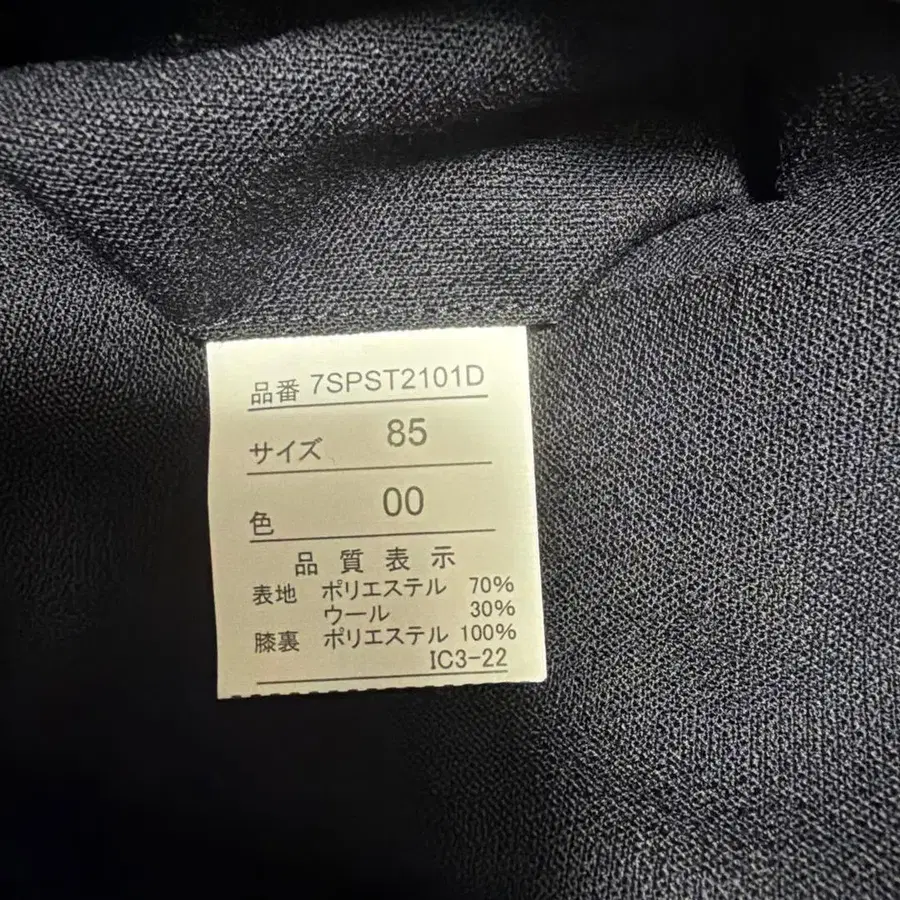 品番 7SPST2101D
サイズ 85
色 00
品質表示
表地 ポリエステル 70%
ウール 30%
膝裏 ポリエステル 100%
IC3-22